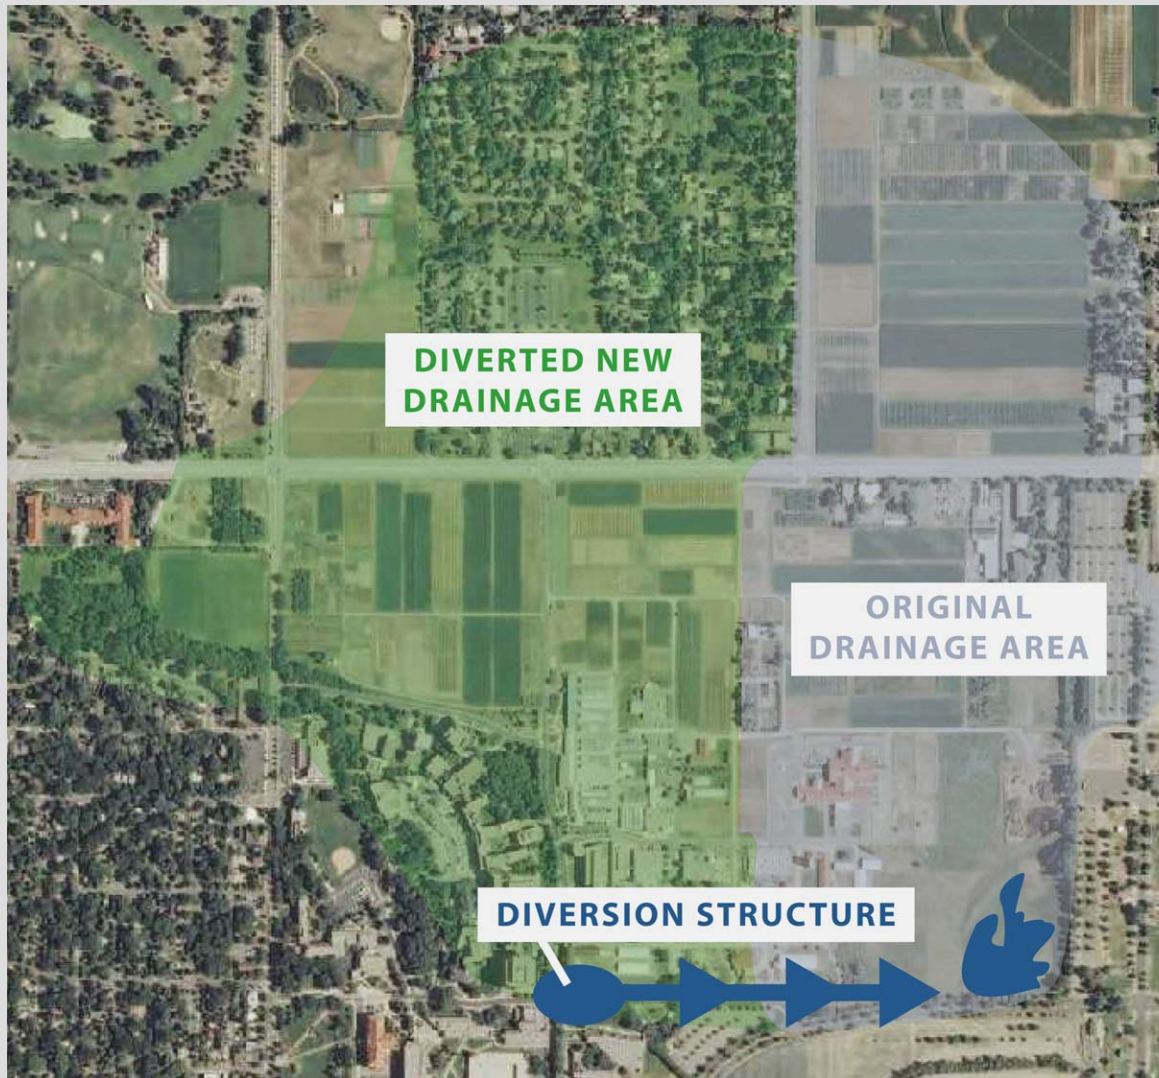 DIVERTED NEW
DRAINAGE AREA
ORIGINAL
DRAINAGE AREA
DIVERSION STRUCTURE